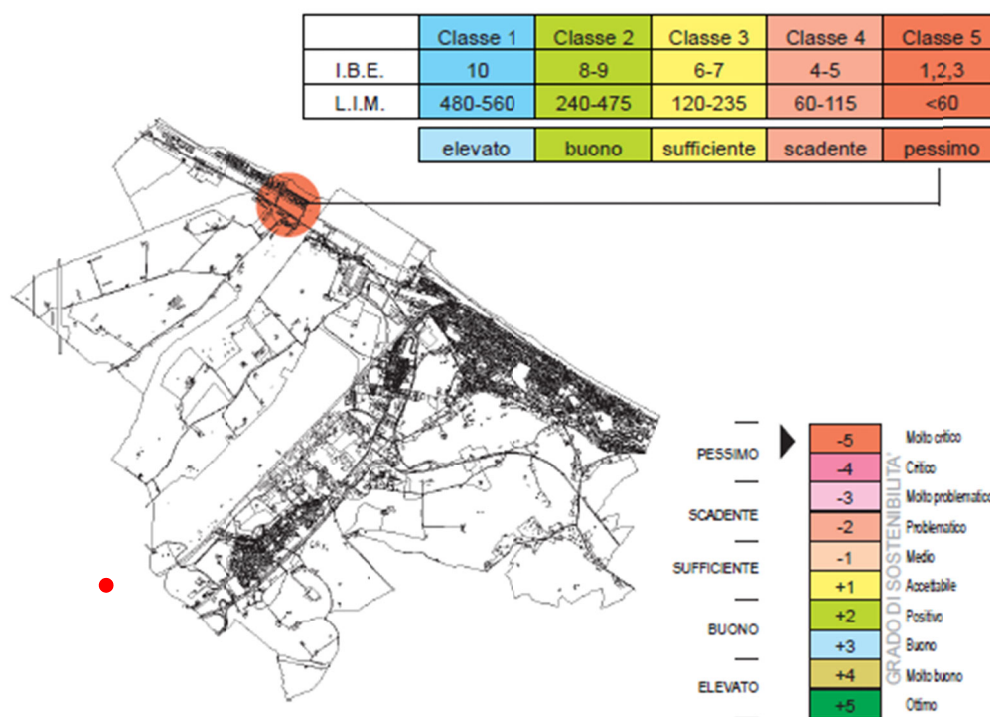 Classe 1 Classe 2 Classe 3 Classe 4 Classe 5
I.B.E. 10 8-9 6-7 4-5 1,2,3
L.I.M. 480-560 240-475 120-235 60-115 <60
elevato buono sufficiente scadente pessimo
PESSIMO
SCADENTE
SUFFICIENTE
BUONO
ELEVATO
-5 Molto critico
-4 Critico
-3 Molto problematico
-2 Problematico
-1 Medio
+1 Accettabile
+2 Positivo
+3 Buono
+4 Molto buono
+5 Ottimo
GRADO DI SOSTENIBILITA'